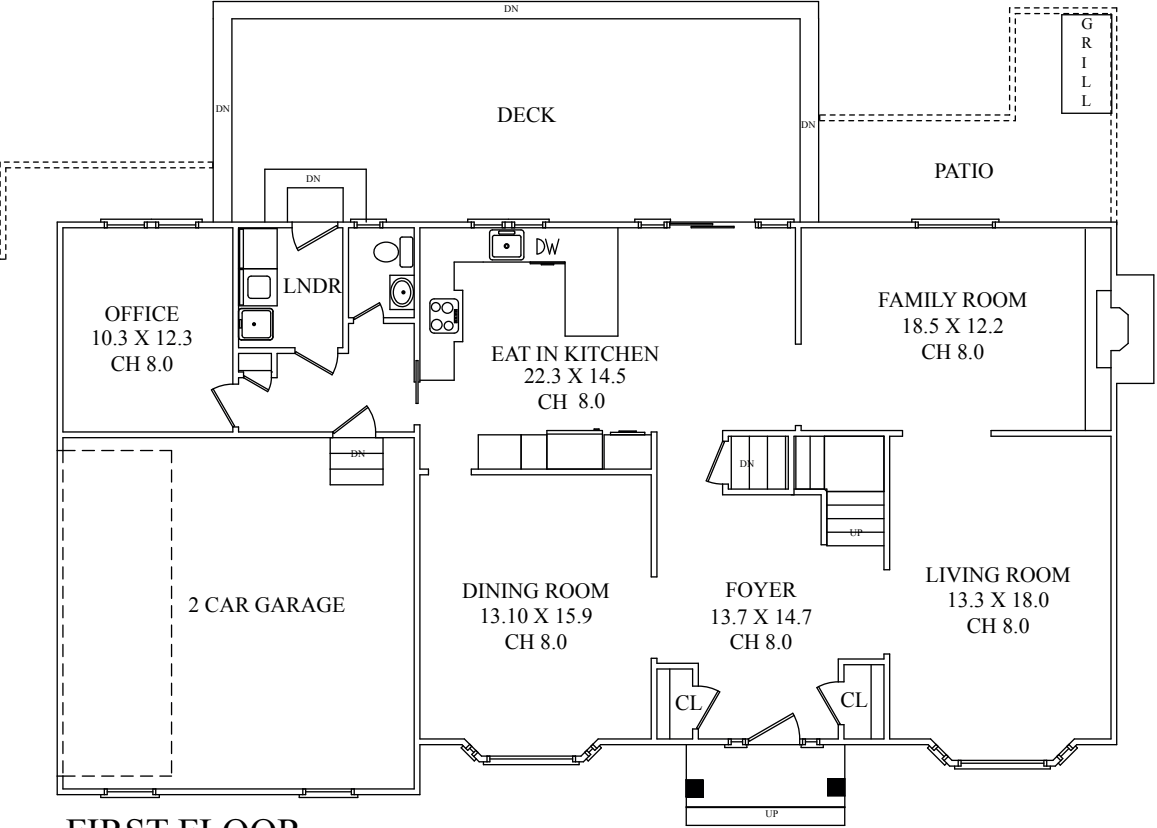 DN
DN
DN
G
R
I
L
L
DECK
PATIO
DN
DW
LNDR
OFFICE
10.3 X 12.3
CH 8.0
EAT IN KITCHEN
22.3 X 14.5
CH 8.0
FAMILY ROOM
18.5 X 12.2
CH 8.0
DN
DN
UP
2 CAR GARAGE
DINING ROOM
13.10 X 15.9
CH 8.0
FOYER
13.7 X 14.7
CH 8.0
LIVING ROOM
13.3 X 18.0
CH 8.0
CL
CL
UP
FIRST FLOOR